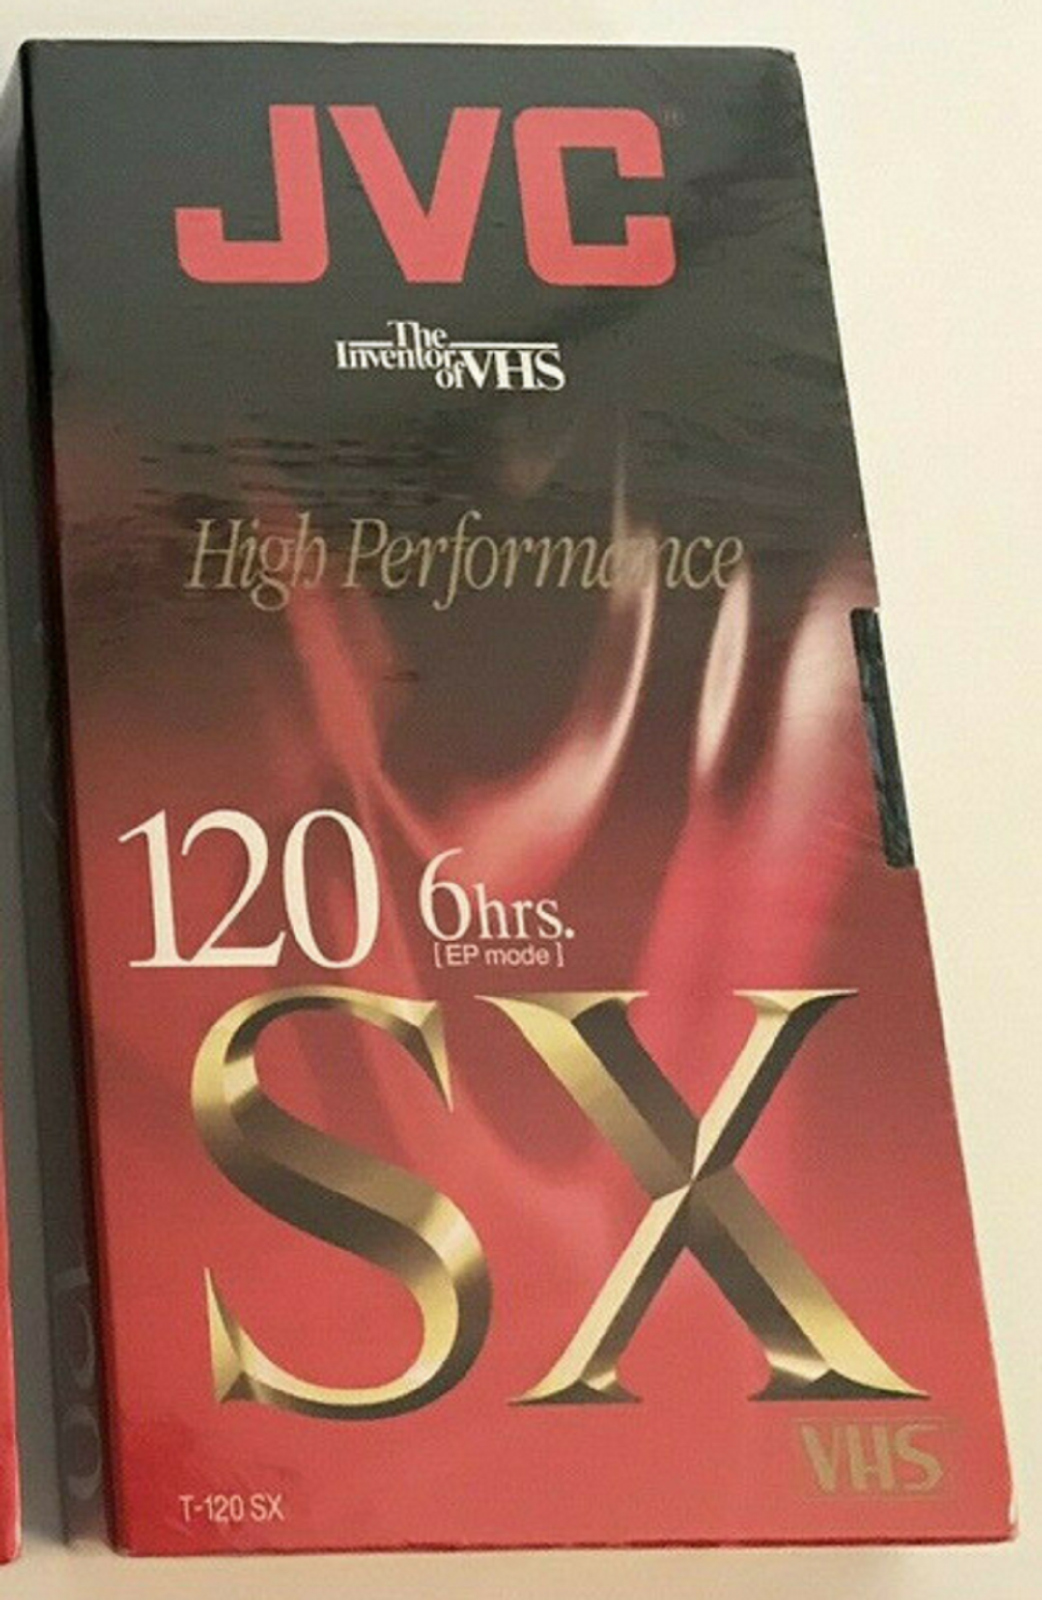 JVC®
The
Inventor
of VHS
High Performance
120 6hrs.
[EP mode]
SX
VHS
T-120 SX